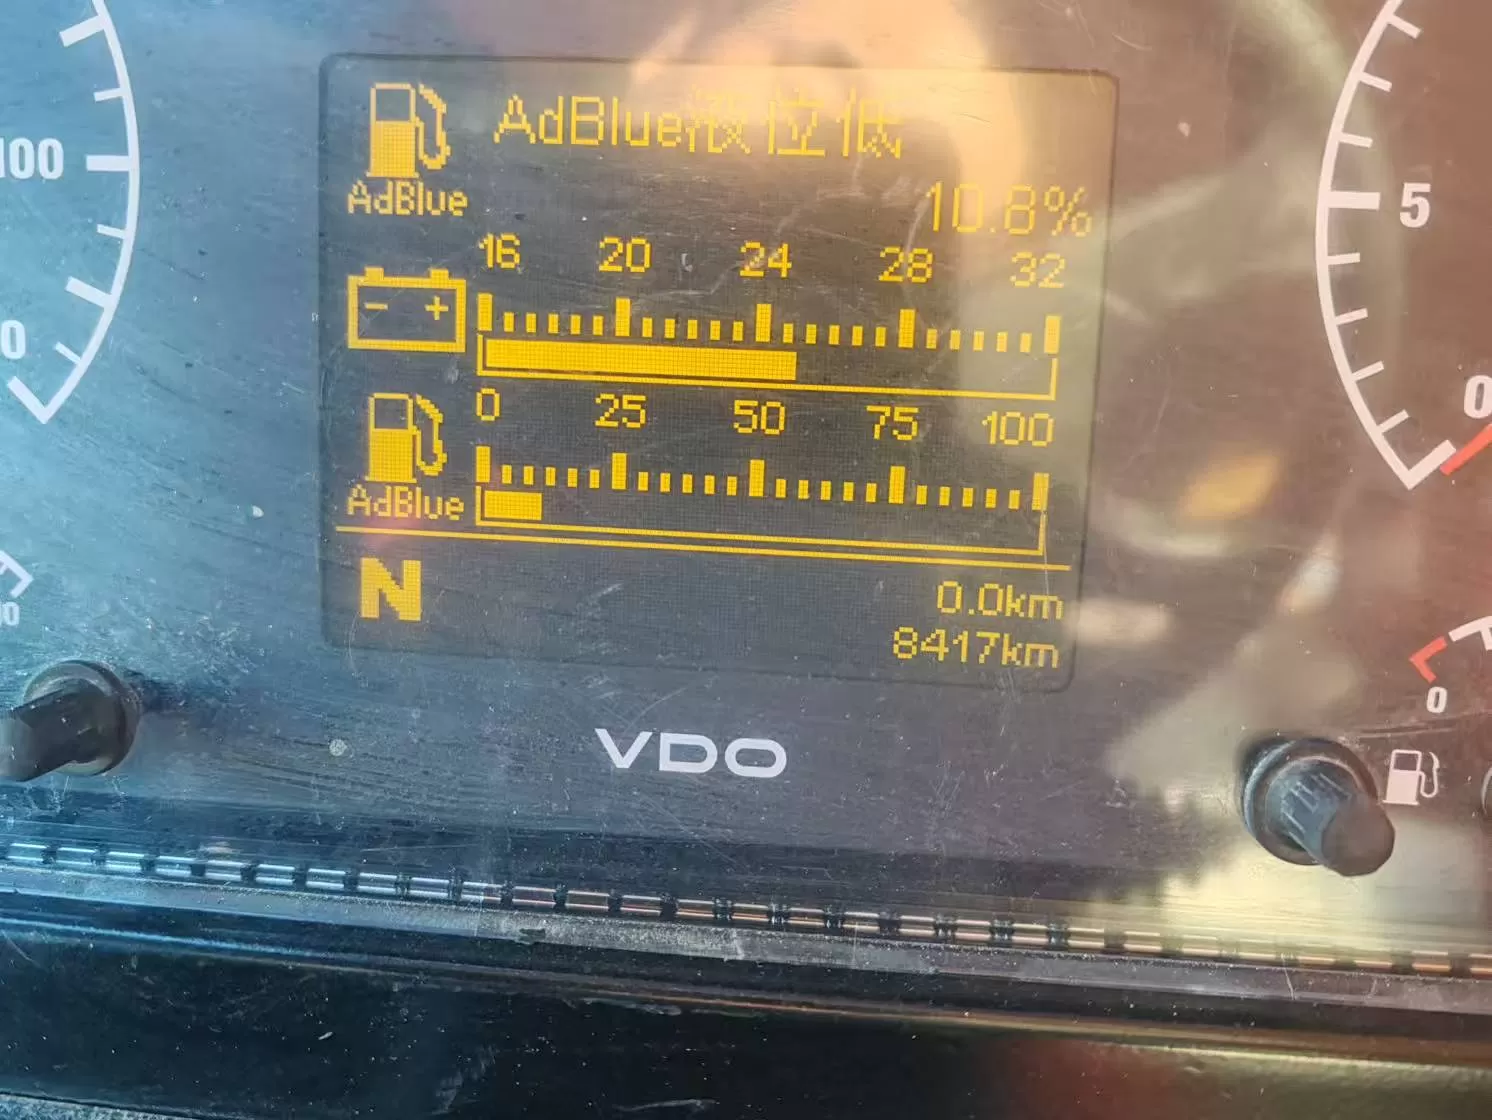 AdBlue液位低
AdBlue
10.8%
16 20 24 28 32
- +
0 25 50 75 100
AdBlue
N
0.0km
8417km
VDO
100
5
0
0